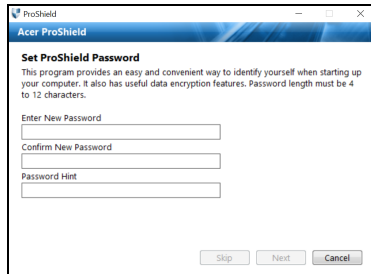 ProShield
Acer ProShield
Set ProShield Password
This program provides an easy and convenient way to identify yourself when starting up
your computer. It also has useful data encryption features. Password length must be 4
to 12 characters.
Enter New Password
Confirm New Password
Password Hint
Skip Next Cancel